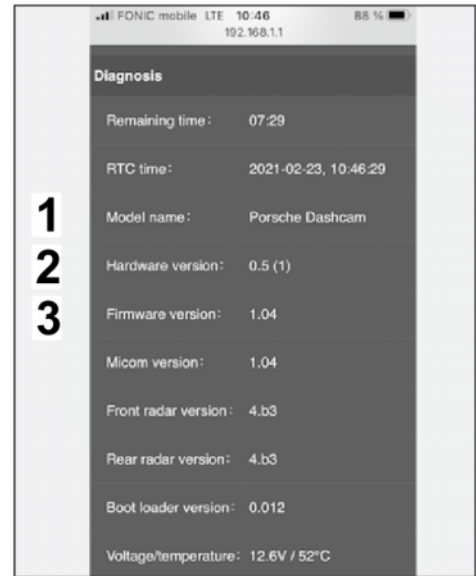 FONIC mobile LTE 10:46 88 %
192.168.1.1
Diagnosis
Remaining time: 07:29
RTC time: 2021-02-23, 10:46:29
1 Model name: Porsche Dashcam
2 Hardware version: 0.5 (1)
3 Firmware version: 1.04
Micom version: 1.04
Front radar version: 4.b3
Rear radar version: 4.b3
Boot loader version: 0.012
Voltage/temperature: 12.6V / 52°C